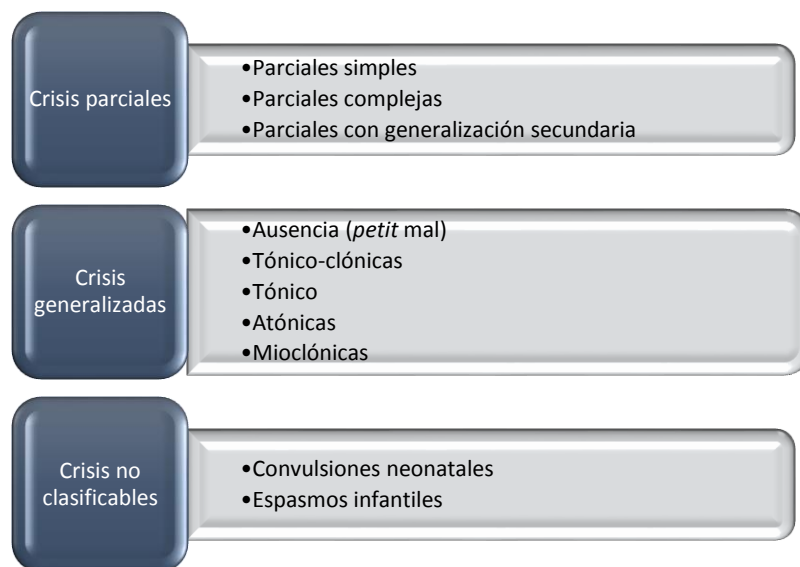 Crisis parciales
•Parciales simples
•Parciales complejas
•Parciales con generalización secundaria
Crisis
generalizadas
•Ausencia (petit mal)
•Tónico-clónicas
•Tónico
•Atónicas
•Mioclónicas
Crisis no
clasificables
•Convulsiones neonatales
•Espasmos infantiles